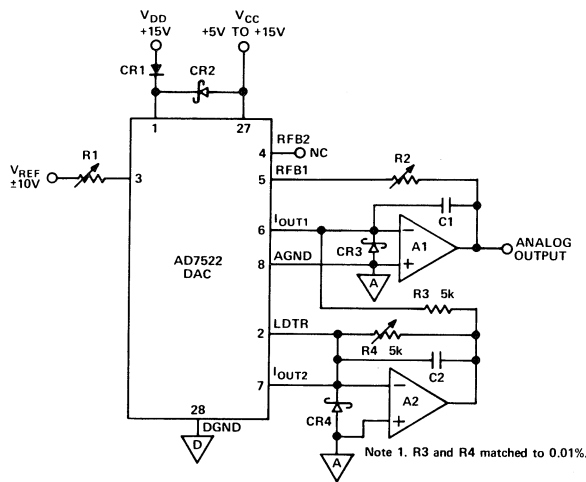 VDD
+15V
VCC
+5V TO +15V
CR1
CR2
1
27
RFB2
4
NC
RFB1
5
R2
VREF
±10V
R1
3
C1
IOUT1
6
CR3
A1
ANALOG
OUTPUT
AD7522
DAC
AGND
8
A
R3 5k
LDTR
2
R4 5k
C2
IOUT2
7
A2
CR4
28
DGND
D
A
Note 1. R3 and R4 matched to 0.01%.